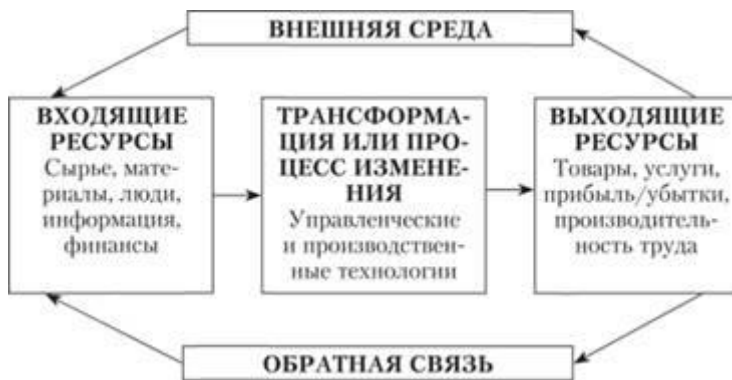 ВНЕШНЯЯ СРЕДА
ВХОДЯЩИЕ
РЕСУРСЫ
Сырье, мате-
риалы, люди,
информация,
финансы
ТРАНСФОРМА-
ЦИЯ ИЛИ ПРО-
ЦЕСС ИЗМЕНЕ-
НИЯ
Управленческие
и производствен-
ные технологии
ВЫХОДЯЩИЕ
РЕСУРСЫ
Товары, услуги,
прибыль/убытки,
производитель-
ность труда
ОБРАТНАЯ СВЯЗЬ